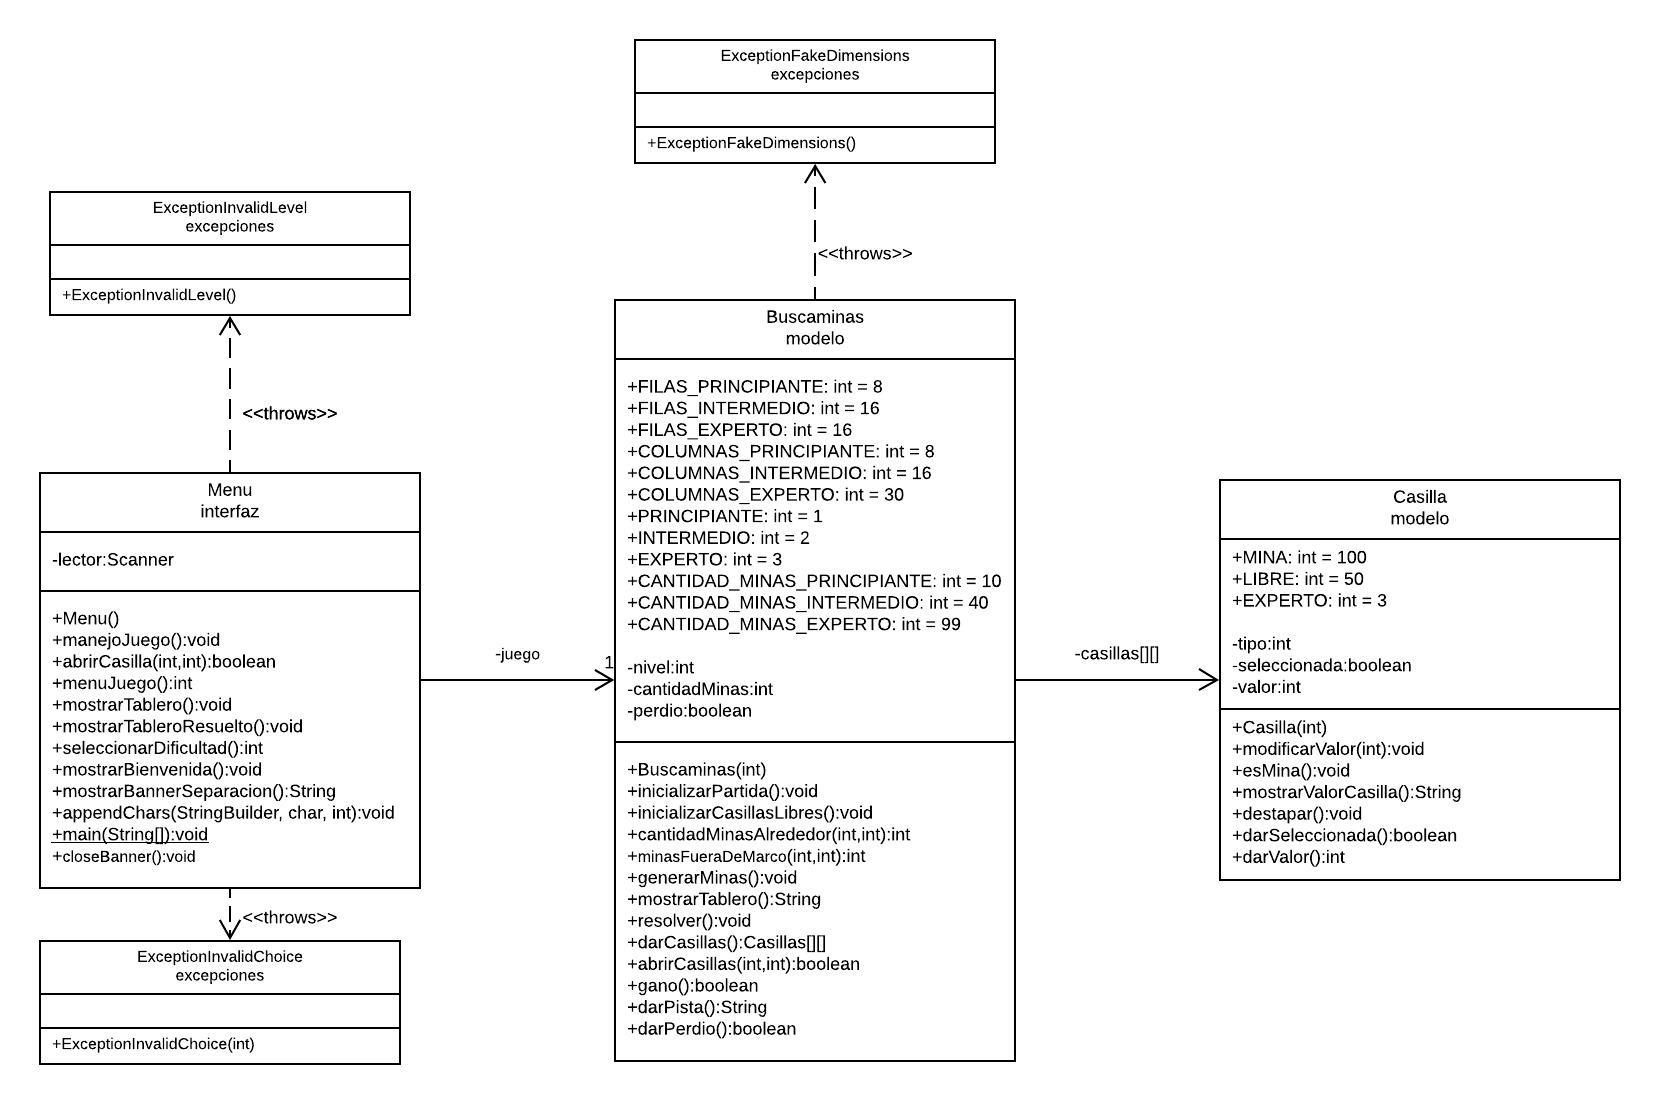 ExceptionFakeDimensions
excepciones
+ExceptionFakeDimensions()
<<throws>>
ExceptionInvalidLevel
excepciones
+ExceptionInvalidLevel()
<<throws>>
Menu
interfaz
-lector:Scanner
+Menu()
+manejoJuego():void
+abrirCasilla(int,int):boolean
+menuJuego():int
+mostrarTablero():void
+mostrarTableroResuelto():void
+seleccionarDificultad():int
+mostrarBienvenida():void
+mostrarBannerSeparacion():String
+appendChars(StringBuilder, char, int):void
+main(String[]):void
+closeBanner():void
<<throws>>
ExceptionInvalidChoice
excepciones
+ExceptionInvalidChoice(int)
-juego
1
Buscaminas
modelo
+FILAS_PRINCIPIANTE: int = 8
+FILAS_INTERMEDIO: int = 16
+FILAS_EXPERTO: int = 16
+COLUMNAS_PRINCIPIANTE: int = 8
+COLUMNAS_INTERMEDIO: int = 16
+COLUMNAS_EXPERTO: int = 30
+PRINCIPIANTE: int = 1
+INTERMEDIO: int = 2
+EXPERTO: int = 3
+CANTIDAD_MINAS_PRINCIPIANTE: int = 10
+CANTIDAD_MINAS_INTERMEDIO: int = 40
+CANTIDAD_MINAS_EXPERTO: int = 99
-nivel:int
-cantidadMinas:int
-perdio:boolean
+Buscaminas(int)
+inicializarPartida():void
+inicializarCasillasLibres():void
+cantidadMinasAlrededor(int,int):int
+minasFueraDeMarco(int,int):int
+generarMinas():void
+mostrarTablero():String
+resolver():void
+darCasillas():Casillas[][]
+abrirCasillas(int,int):boolean
+gano():boolean
+darPista():String
+darPerdio():boolean
-casillas[][]
Casilla
modelo
+MINA: int = 100
+LIBRE: int = 50
+EXPERTO: int = 3
-tipo:int
-seleccionada:boolean
-valor:int
+Casilla(int)
+modificarValor(int):void
+esMina():void
+mostrarValorCasilla():String
+destapar():void
+darSeleccionada():boolean
+darValor():int